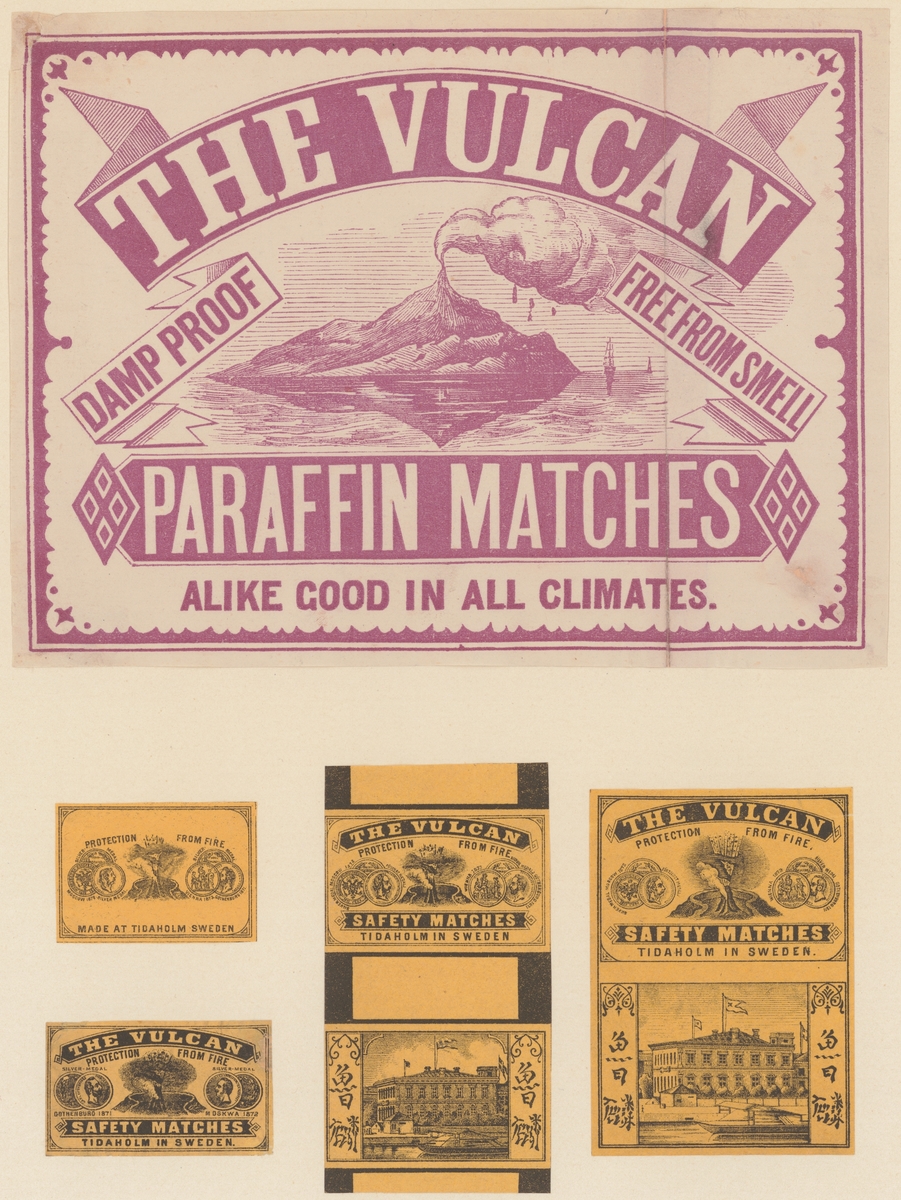 THE VULCAN
DAMP PROOF
FREE FROM SMELL
PARAFFIN MATCHES
ALIKE GOOD IN ALL CLIMATES.
PROTECTION FROM FIRE
MADE AT TIDAHOLM SWEDEN
THE VULCAN
PROTECTION FROM FIRE
SILVER-MEDAL SILVER-MEDAL
GOTHENBURG 1871 MOSKWA 1872
SAFETY MATCHES
TIDAHOLM IN SWEDEN.
THE VULCAN
PROTECTION FROM FIRE,
SAFETY MATCHES
TIDAHOLM IN SWEDEN
THE VULCAN
PROTECTION FROM FIRE,
SAFETY MATCHES
TIDAHOLM IN SWEDEN.